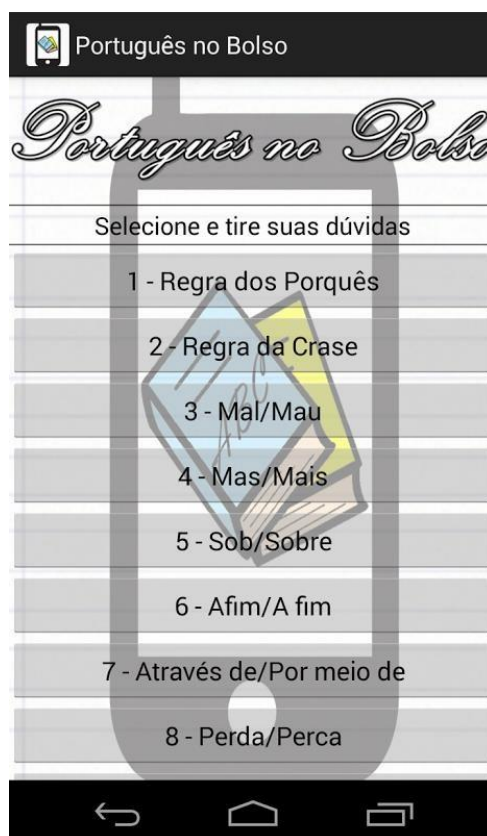 Português no Bolso
Português no Bolso
Selecione e tire suas dúvidas
1 - Regra dos Porquês
2 - Regra da Crase
ABC
3 - Mal/Mau
4 - Mas/Mais
5 - Sob/Sobre
6 - Afim/A fim
7 - Através de/Por meio de
8 - Perda/Perca